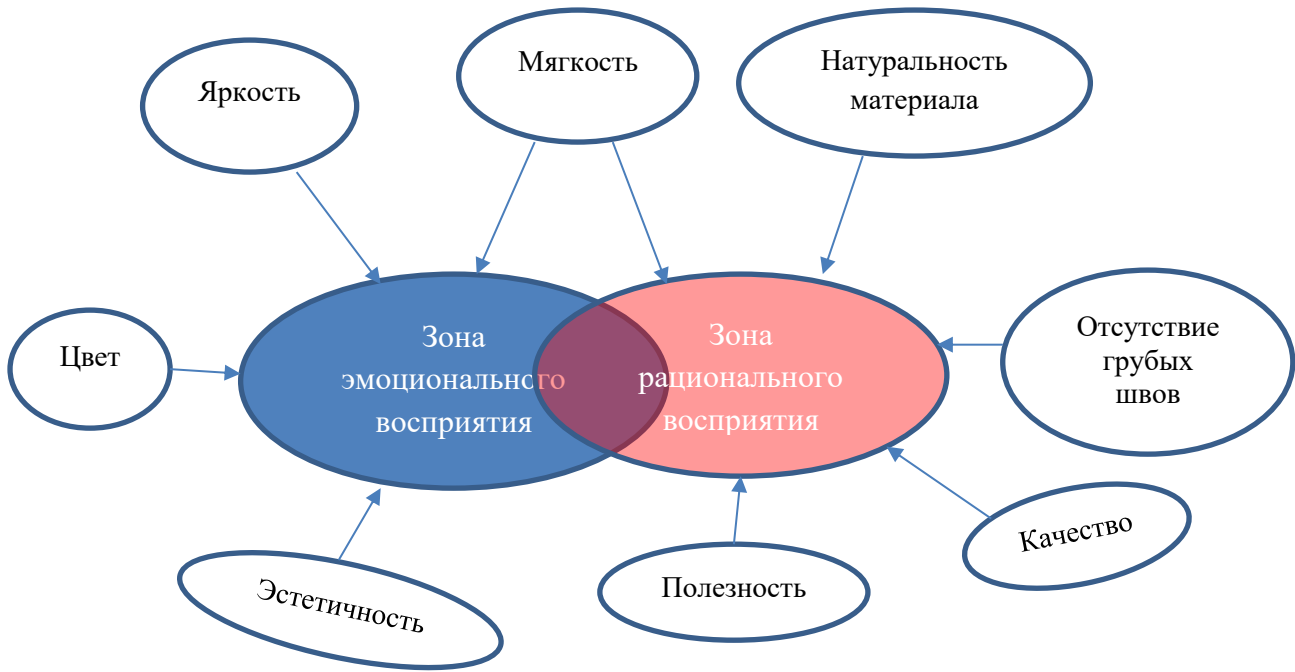 Яркость
Мягкость
Натуральность
материала
Цвет
Зона
эмоционального
восприятия
Зона
рационального
восприятия
Отсутствие
грубых
швов
Эстетичность
Полезность
Качество